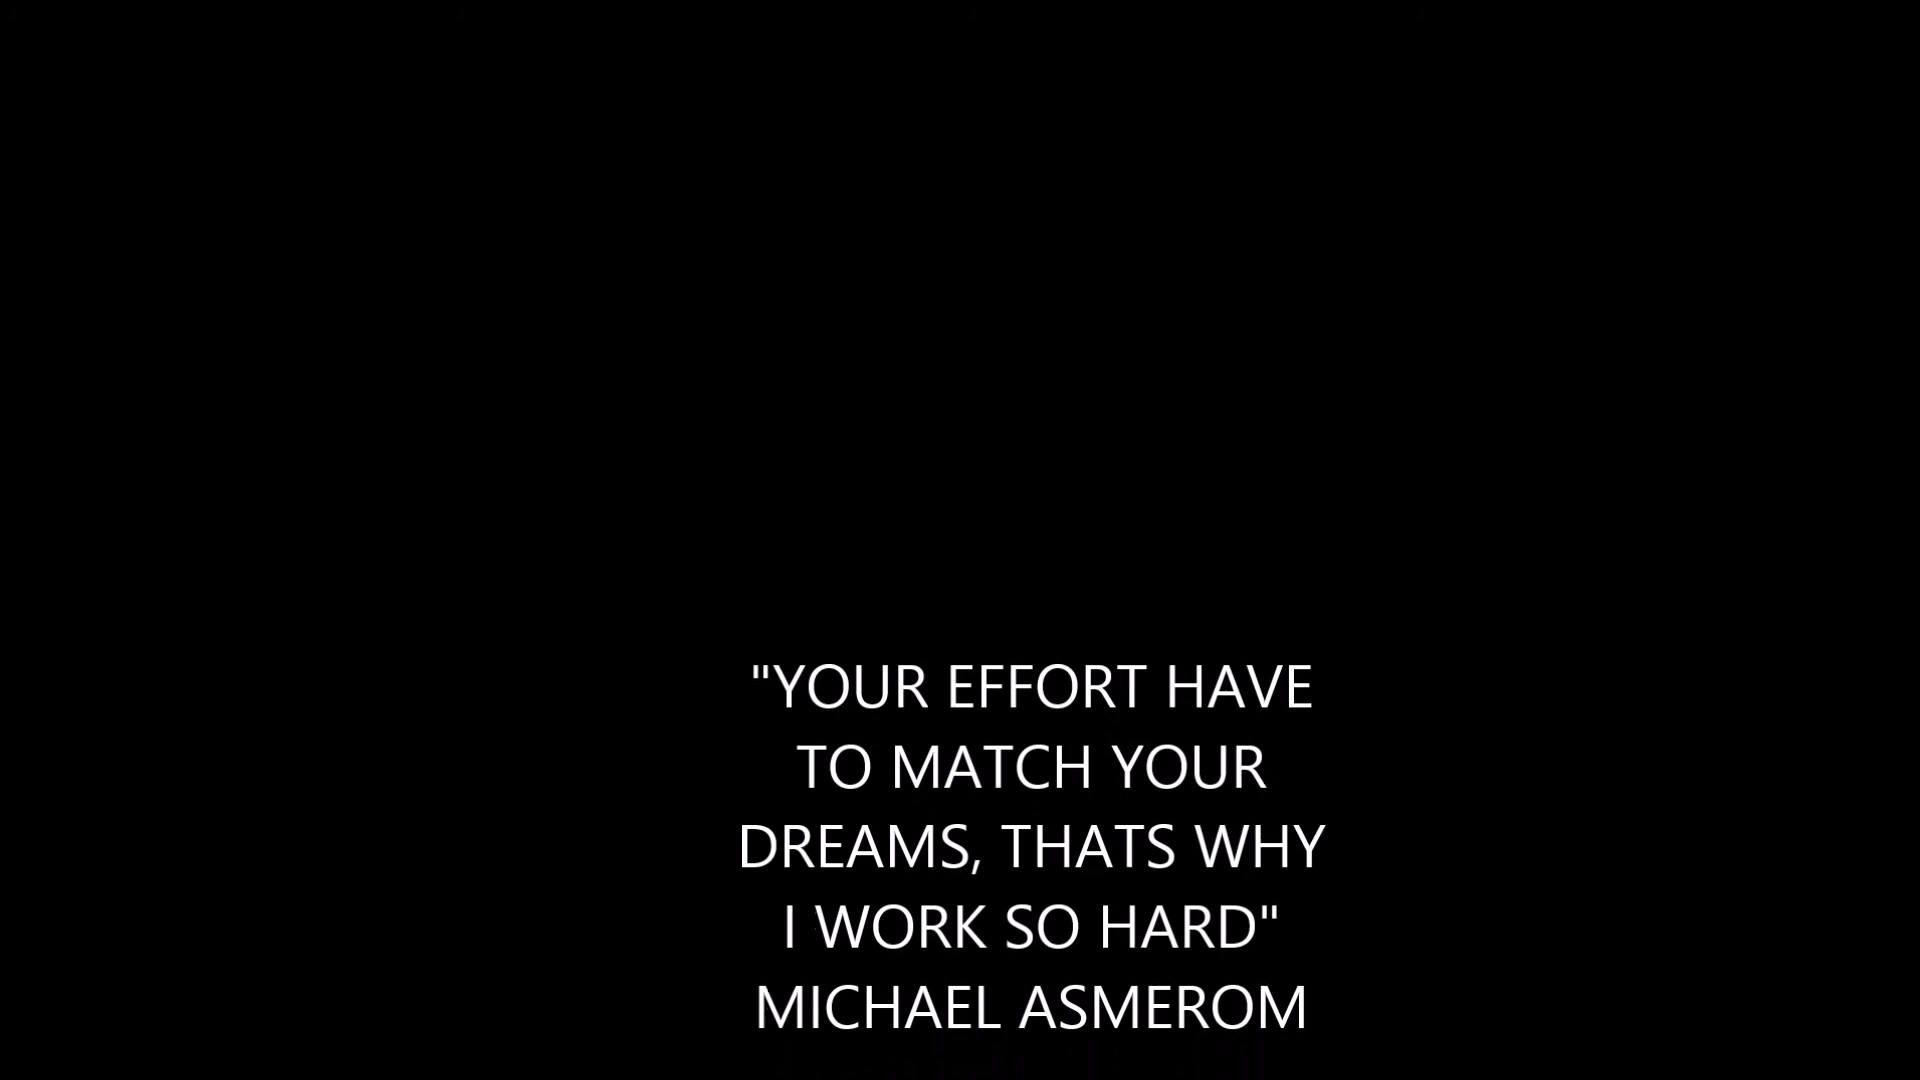 "YOUR EFFORT HAVE
TO MATCH YOUR
DREAMS, THATS WHY
I WORK SO HARD"
MICHAEL ASMEROM